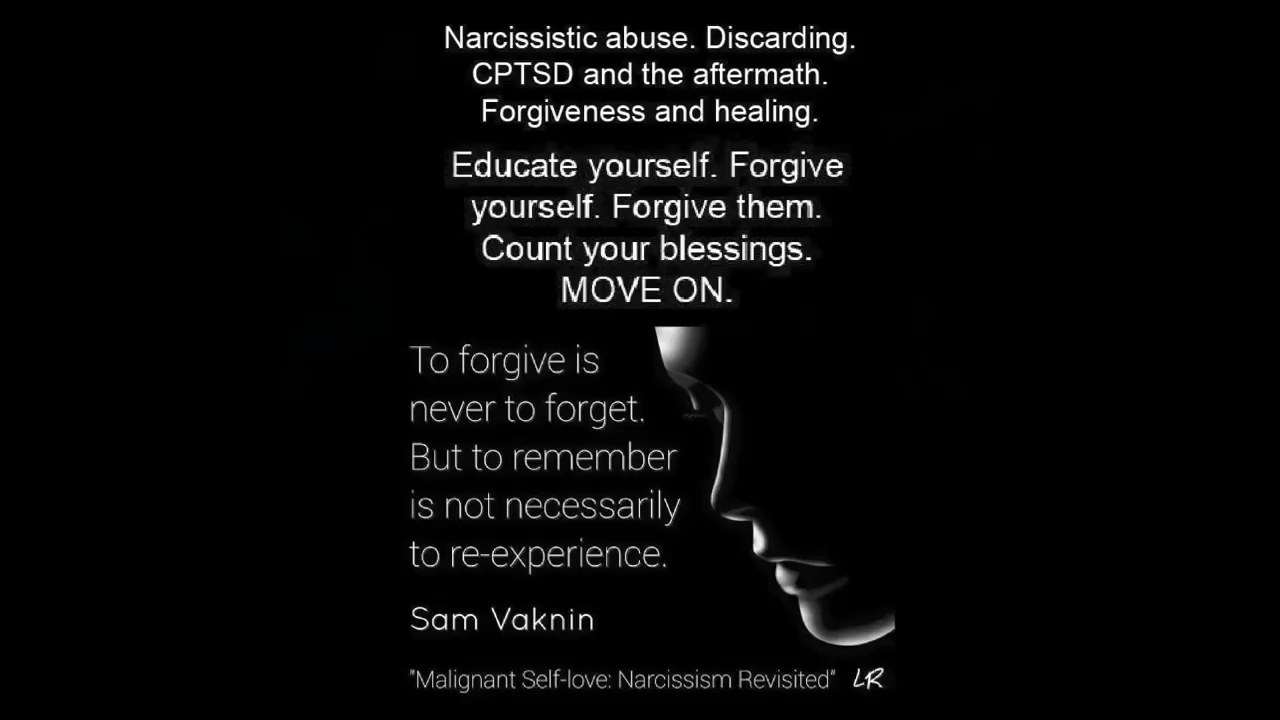 Narcissistic abuse. Discarding.
CPTSD and the aftermath.
Forgiveness and healing.
Educate yourself. Forgive
yourself. Forgive them.
Count your blessings.
MOVE ON.
To forgive is
never to forget.
But to remember
is not necessarily
to re-experience.
Sam Vaknin
"Malignant Self-love: Narcissism Revisited" LR